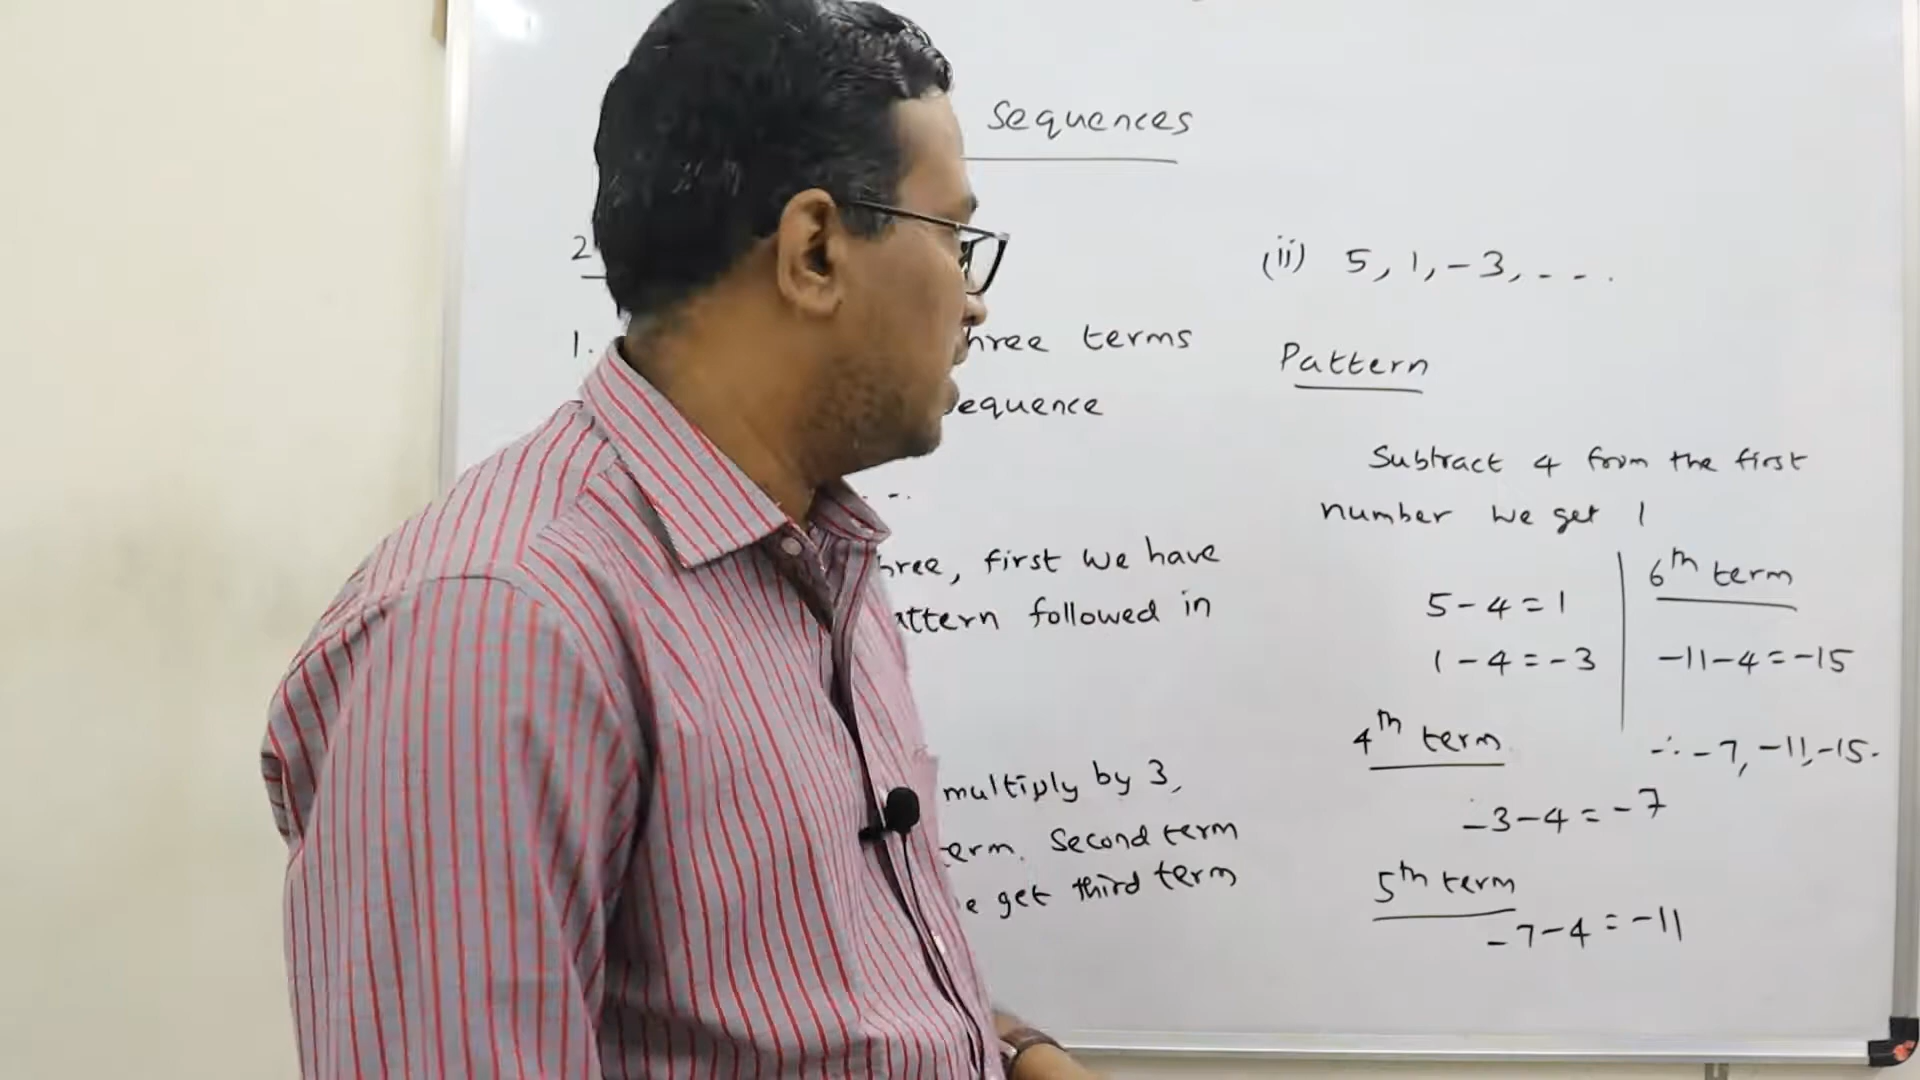 Sequences
2
1.
hree terms
equence
...
hree, first we have
attern followed in
multiply by 3,
erm. Second term
e get third term
(ii) 5, 1, -3, - - .
Pattern
Subtract 4 from the first
number we get 1
5 - 4 = 1
1 - 4 = -3
4th term
-3 - 4 = -7
5th term
-7 - 4 = -11
6th term
-11 - 4 = -15
∴ -7, -11, -15.